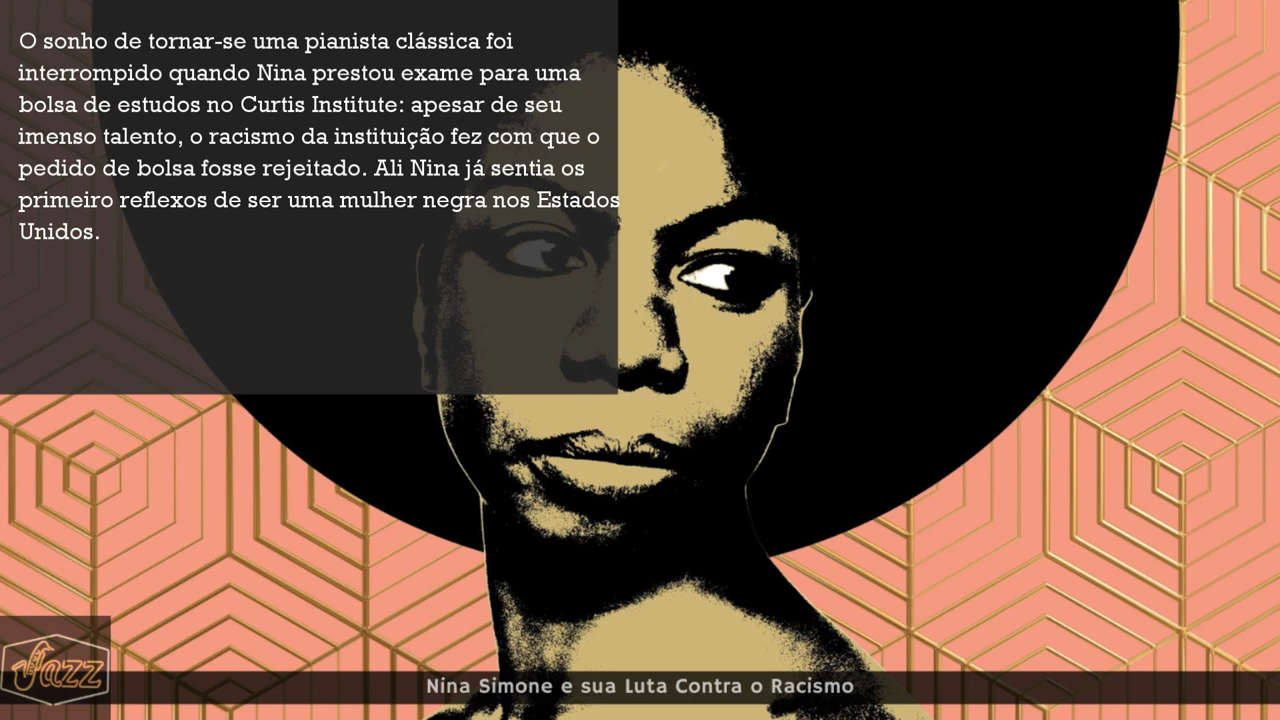 O sonho de tornar-se uma pianista clássica foi
interrompido quando Nina prestou exame para uma
bolsa de estudos no Curtis Institute: apesar de seu
imenso talento, o racismo da instituição fez com que o
pedido de bolsa fosse rejeitado. Ali Nina já sentia os
primeiro reflexos de ser uma mulher negra nos Estados
Unidos.
Jazz
Nina Simone e sua Luta Contra o Racismo